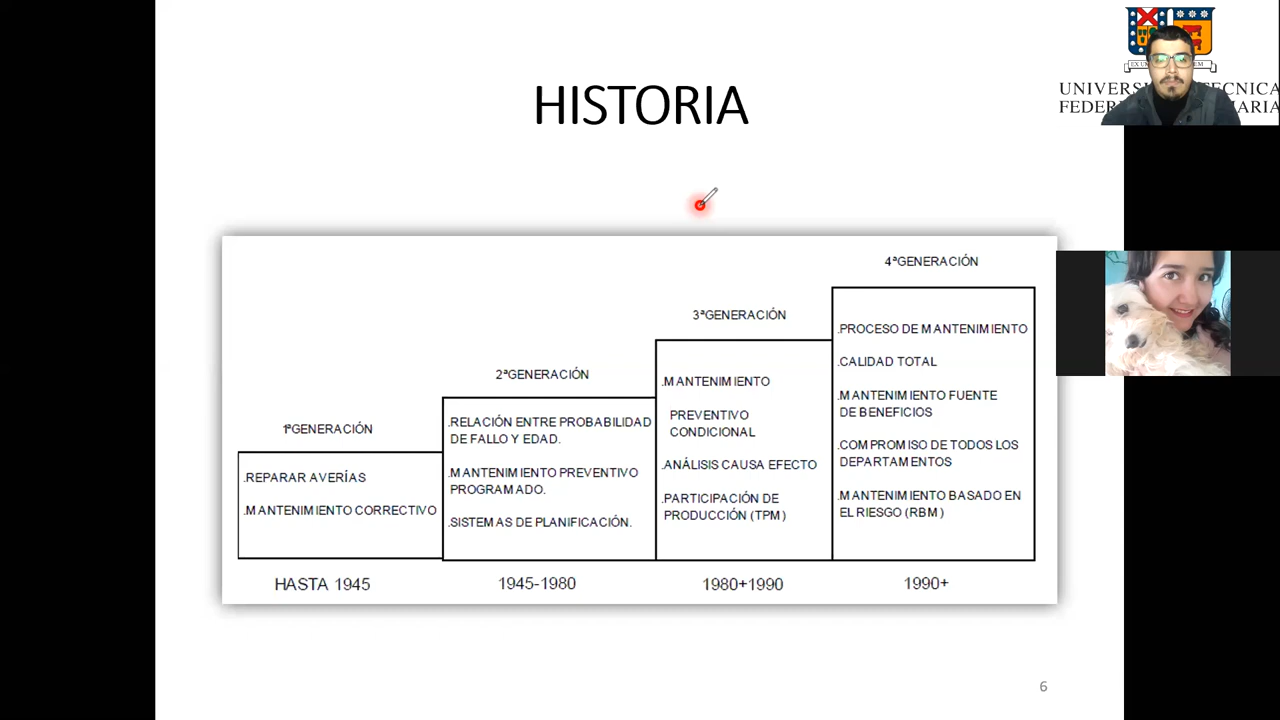 HISTORIA
UNIVERSI TECNICA
FEDER MARIA
4ªGENERACIÓN
.PROCESO DE MANTENIMIENTO
.CALIDAD TOTAL
.MANTENIMIENTO FUENTE
DE BENEFICIOS
.COMPROMISO DE TODOS LOS
DEPARTAMENTOS
.MANTENIMIENTO BASADO EN
EL RIESGO (RBM)
3ªGENERACIÓN
.MANTENIMIENTO
PREVENTIVO
CONDICIONAL
.ANÁLISIS CAUSA EFECTO
.PARTICIPACIÓN DE
PRODUCCIÓN (TPM)
2ªGENERACIÓN
.RELACIÓN ENTRE PROBABILIDAD
DE FALLO Y EDAD.
.MANTENIMIENTO PREVENTIVO
PROGRAMADO.
.SISTEMAS DE PLANIFICACIÓN.
1ªGENERACIÓN
.REPARAR AVERÍAS
.MANTENIMIENTO CORRECTIVO
HASTA 1945
1945-1980
1980+1990
1990+
6